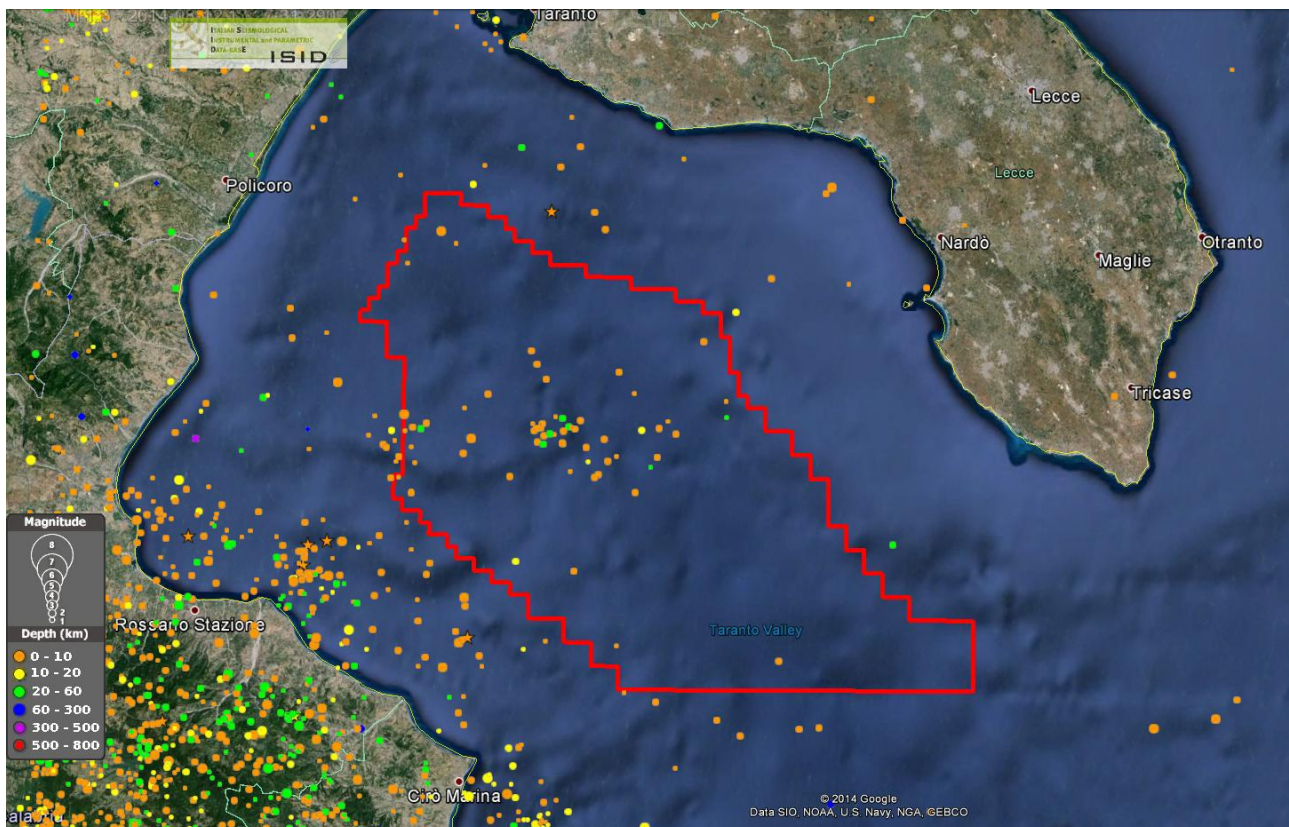 Taranto
ITALIAN SEISMOLOGICAL
INSTRUMENTAL and PARAMETRIC
DATA-BASE
ISID
Lecce
Lecce
Policoro
Nardò
Otranto
Maglie
Tricase
Magnitude
8
7
6
5
4
3
2
1
Depth (km)
0 - 10
10 - 20
20 - 60
60 - 300
300 - 500
500 - 800
Rossano Stazione
Taranto Valley
Cirò Marina
© 2014 Google
Data SIO, NOAA, U.S. Navy, NGA, GEBCO